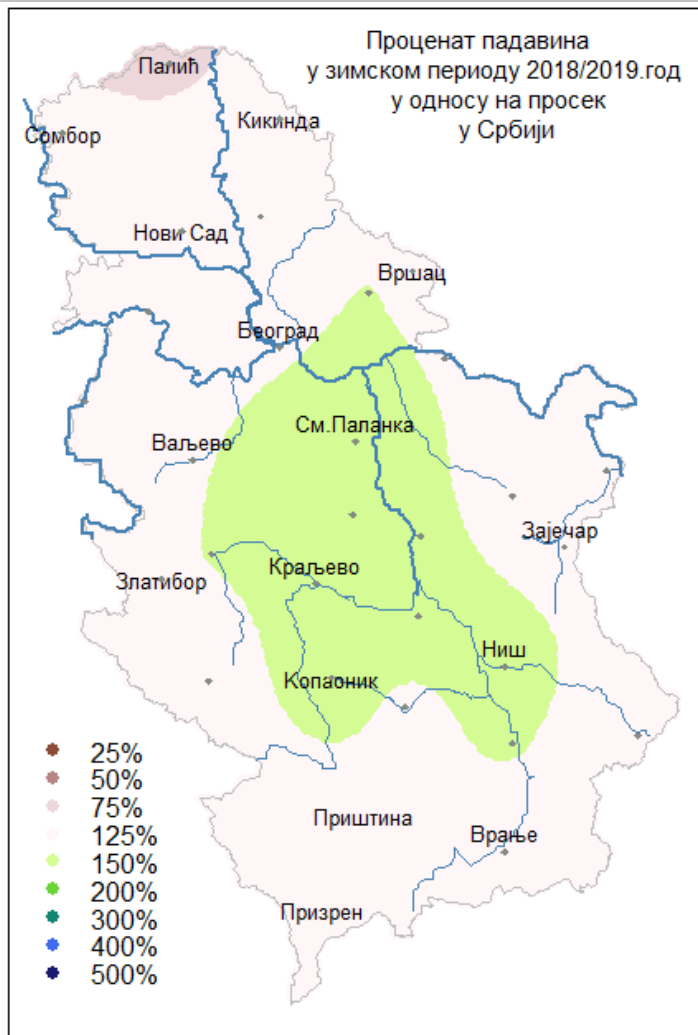 Проценат падавина
у зимском периоду 2018/2019.год
у односу на просек
у Србији
Палић
Кикинда
Сомбор
Нови Сад
Вршац
Београд
См.Паланка
Ваљево
Зајечар
Златибор
Краљево
Ниш
Копаоник
Приштина
Врање
Призрен
25%
50%
75%
125%
150%
200%
300%
400%
500%